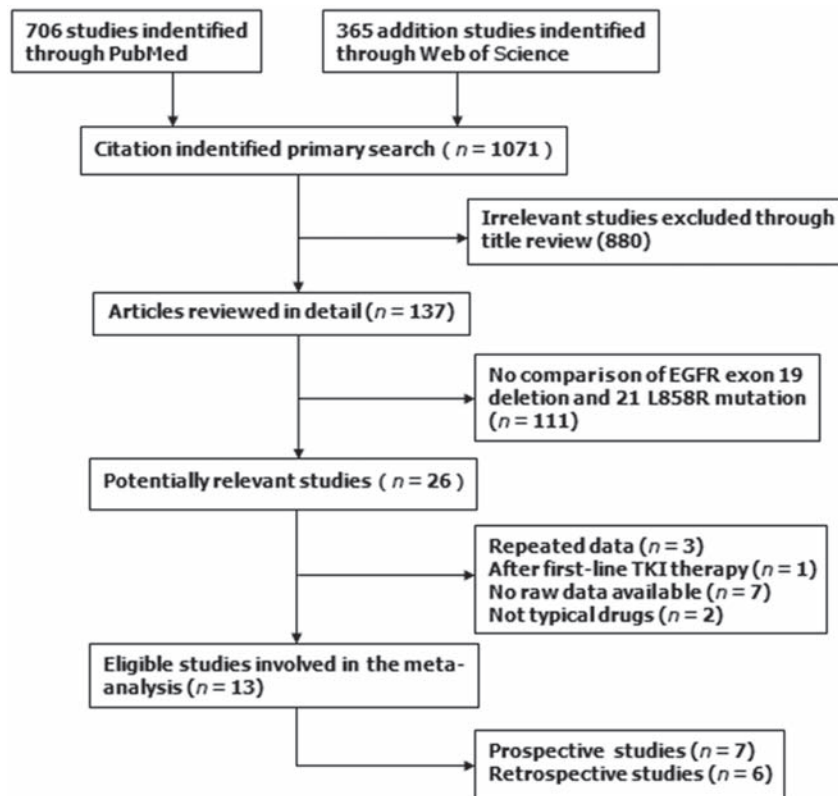 706 studies indentified
through PubMed
365 addition studies indentified
through Web of Science
Citation indentified primary search ( n = 1071 )
Irrelevant studies excluded through
title review (880)
Articles reviewed in detail (n = 137)
No comparison of EGFR exon 19
deletion and 21 L858R mutation
(n = 111)
Potentially relevant studies ( n = 26 )
Repeated data (n = 3)
After first-line TKI therapy (n = 1)
No raw data available (n = 7)
Not typical drugs (n = 2)
Eligible studies involved in the meta-
analysis (n = 13)
Prospective studies (n = 7)
Retrospective studies (n = 6)